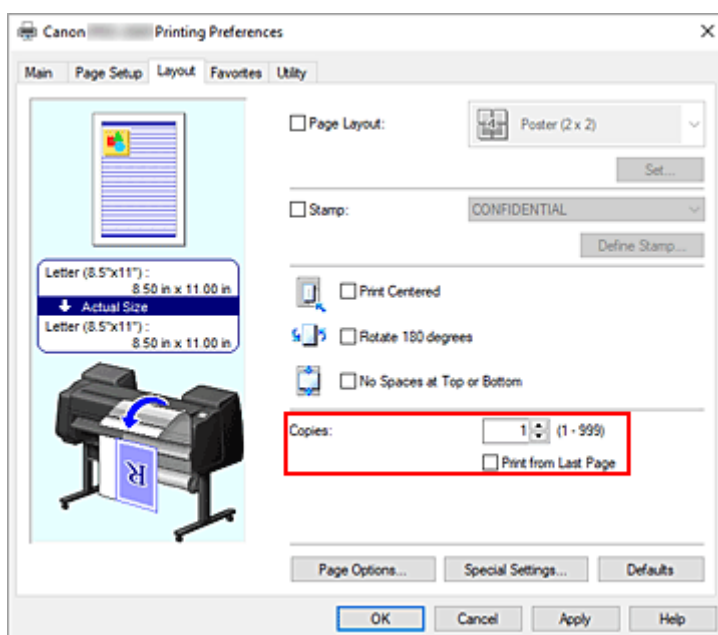 Canon Printing Preferences
Main Page Setup Layout Favorites Utility
Page Layout:
4
Poster (2 x 2)
Set...
Stamp:
CONFIDENTIAL
Define Stamp...
Letter (8.5"x11") :
8.50 in x 11.00 in
Actual Size
Letter (8.5"x11") :
8.50 in x 11.00 in
Print Centered
Rotate 180 degrees
No Spaces at Top or Bottom
R
Copies:
1 (1 - 999)
Print from Last Page
Page Options... Special Settings... Defaults
OK Cancel Apply Help